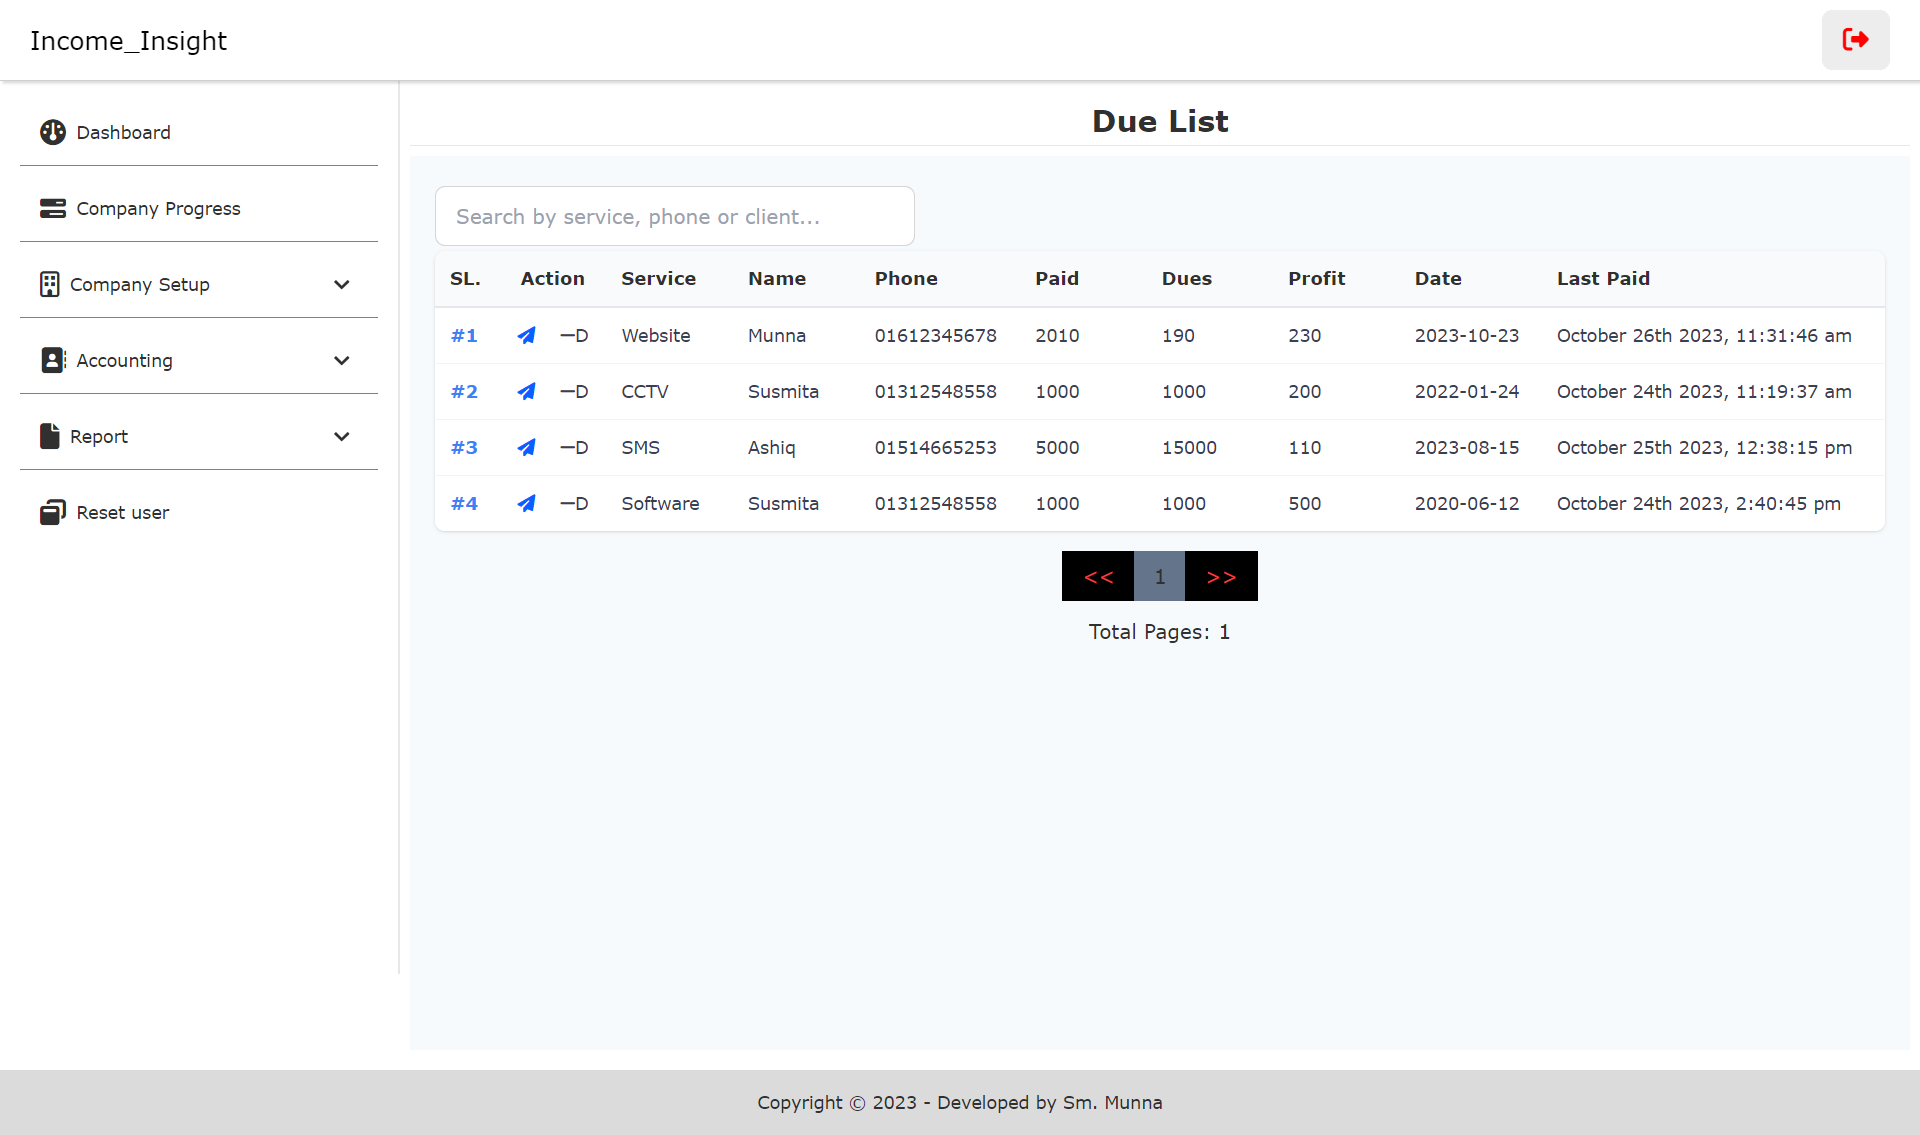 Income_Insight
Dashboard
Company Progress
Company Setup
Accounting
Report
Reset user
Due List
Search by service, phone or client...
SL. Action Service Name Phone Paid Dues Profit Date Last Paid
#1 —D Website Munna 01612345678 2010 190 230 2023-10-23 October 26th 2023, 11:31:46 am
#2 —D CCTV Susmita 01312548558 1000 1000 200 2022-01-24 October 24th 2023, 11:19:37 am
#3 —D SMS Ashiq 01514665253 5000 15000 110 2023-08-15 October 25th 2023, 12:38:15 pm
#4 —D Software Susmita 01312548558 1000 1000 500 2020-06-12 October 24th 2023, 2:40:45 pm
<< 1 >>
Total Pages: 1
Copyright © 2023 - Developed by Sm. Munna